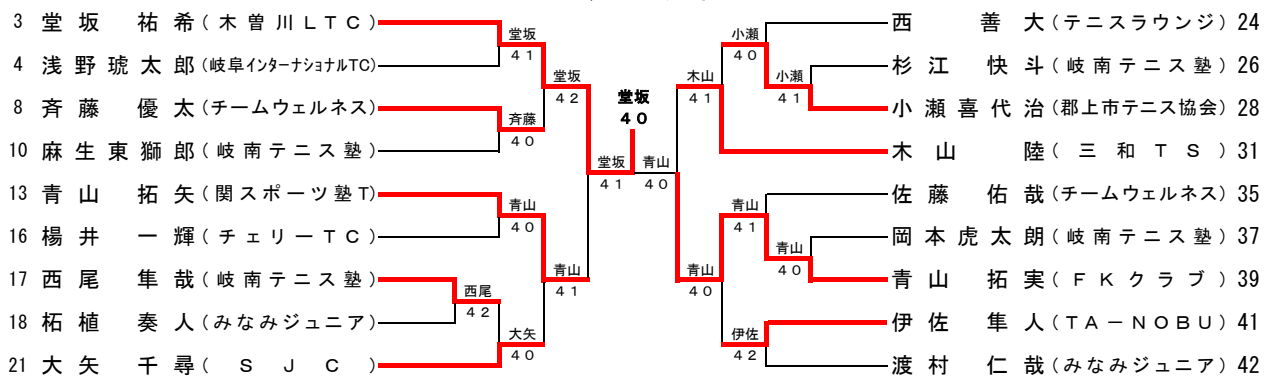 3 堂坂 祐希 (木曽川LTC)
4 浅野琥太郎 (岐阜インターナショナルTC)
8 斉藤 優太 (チームウェルネス)
10 麻生東獅郎 (岐南テニス塾)
13 青山 拓矢 (関スポーツ塾T)
16 楊井 一輝 (チェリーTC)
17 西尾 隼哉 (岐南テニス塾)
18 柘植 奏人 (みなみジュニア)
21 大矢 千尋 (SJC)
堂坂
41
斉藤
40
青山
40
西尾
42
大矢
40
堂坂
42
青山
41
堂坂
41
堂坂
40
青山
40
木山
41
青山
40
小瀬
40
小瀬
41
青山
41
青山
40
伊佐
42
西 善大 (テニスラウンジ) 24
杉江 快斗 (岐南テニス塾) 26
小瀬喜代治 (郡上市テニス協会) 28
木山 陸 (三和TS) 31
佐藤 佑哉 (チームウェルネス) 35
岡本虎太朗 (岐南テニス塾) 37
青山 拓実 (FKクラブ) 39
伊佐 隼人 (TA-NOBU) 41
渡村 仁哉 (みなみジュニア) 42